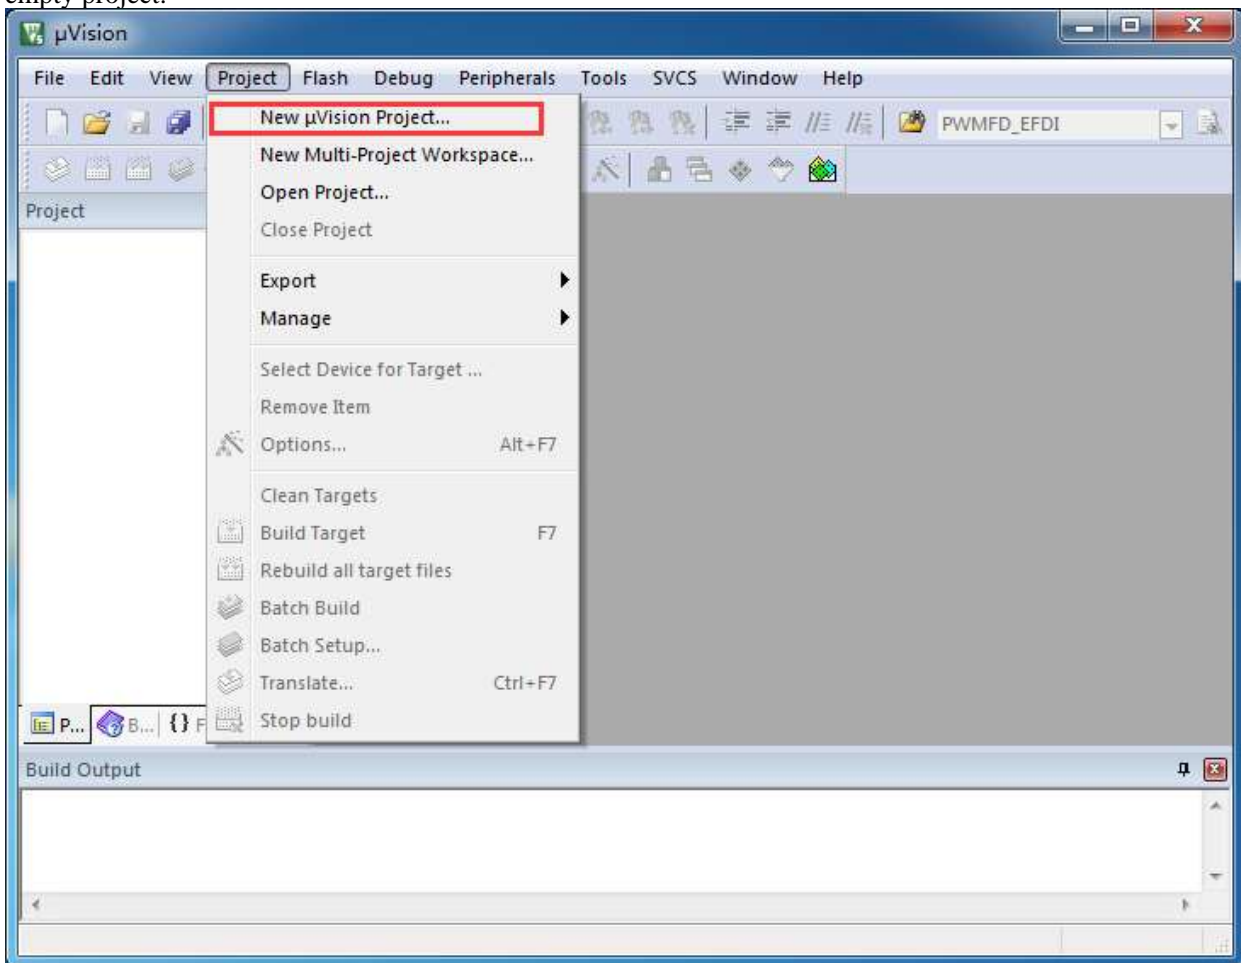 empty project.
µVision
File Edit View Project Flash Debug Peripherals Tools SVCS Window Help
New µVision Project...
PWMFD_EFDI
New Multi-Project Workspace...
Open Project...
Project
Close Project
Export
Manage
Select Device for Target ...
Remove Item
Options... Alt+F7
Clean Targets
Build Target F7
Rebuild all target files
Batch Build
Batch Setup...
Translate... Ctrl+F7
P... B... {} F
Stop build
Build Output